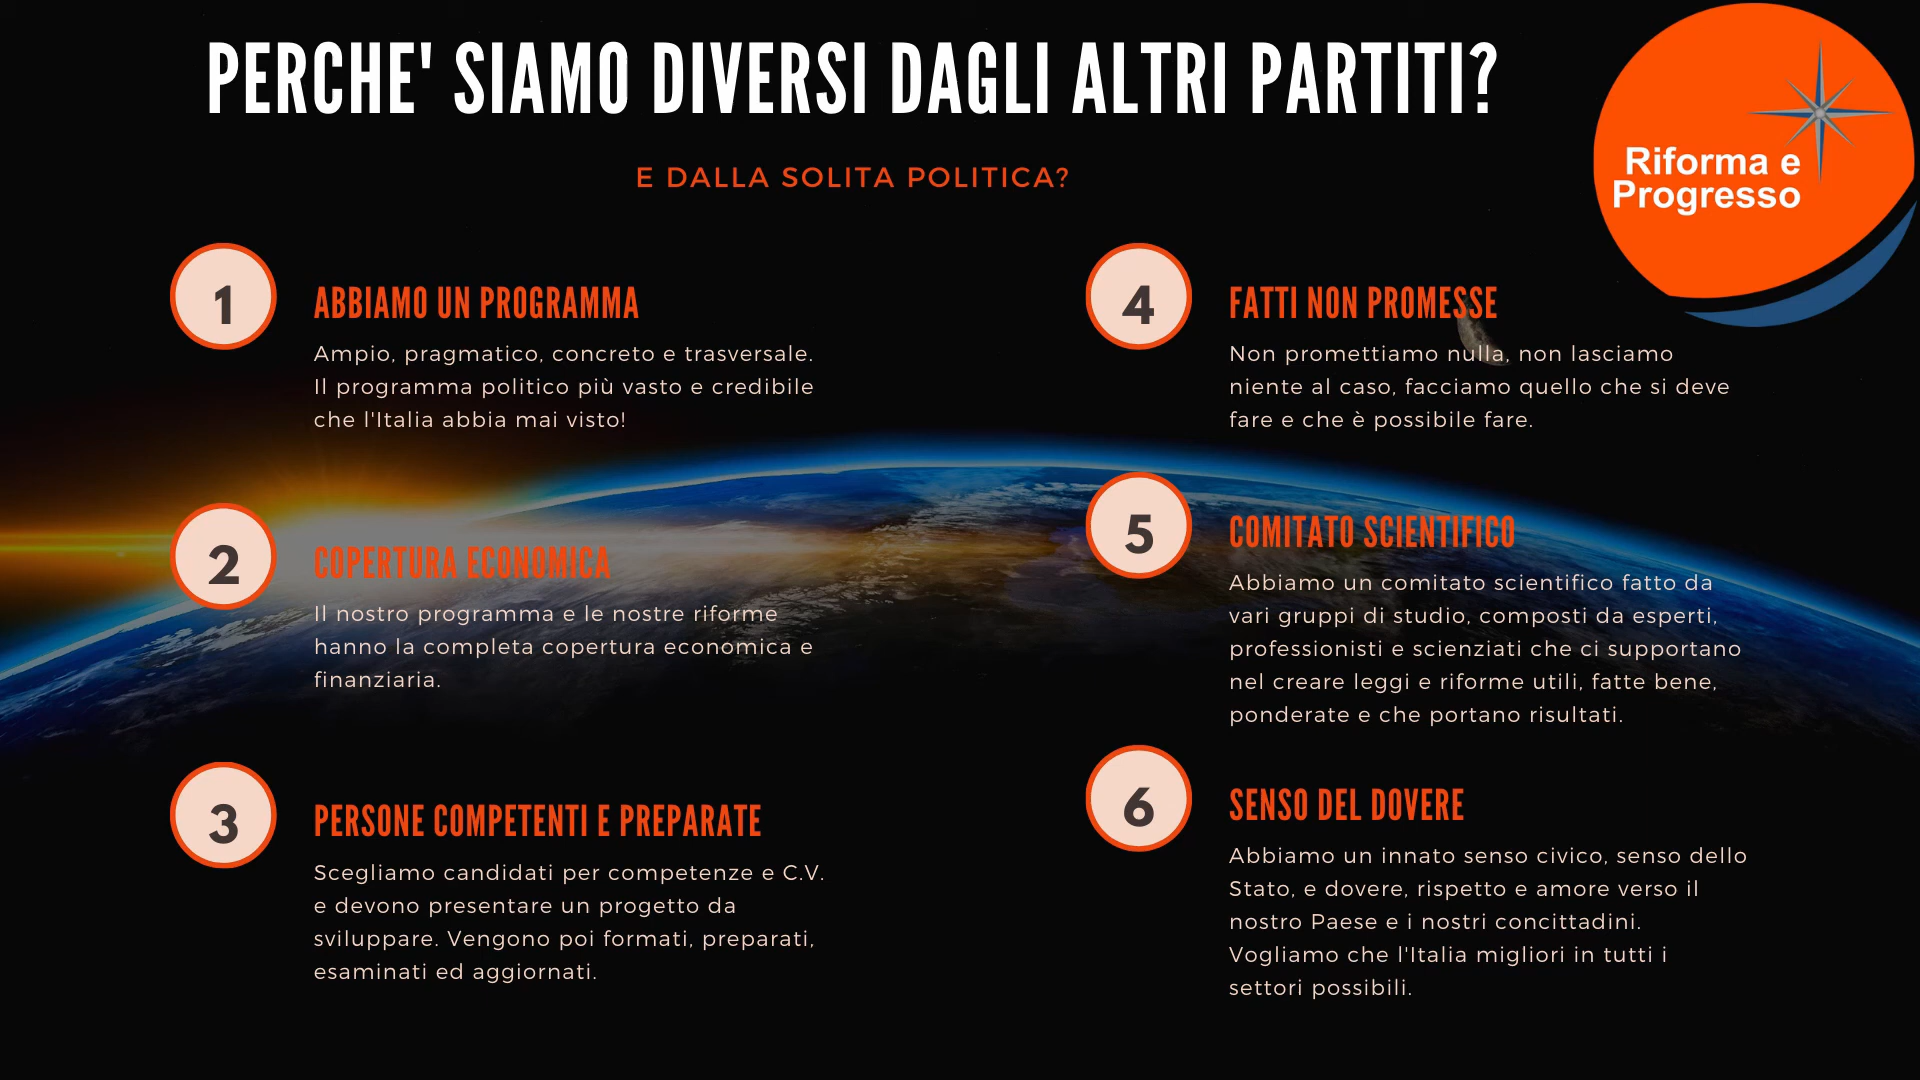 PERCHE' SIAMO DIVERSI DAGLI ALTRI PARTITI?
E DALLA SOLITA POLITICA?
Riforma e
Progresso
1
ABBIAMO UN PROGRAMMA
Ampio, pragmatico, concreto e trasversale.
Il programma politico più vasto e credibile
che l'Italia abbia mai visto!
2
COPERTURA ECONOMICA
Il nostro programma e le nostre riforme
hanno la completa copertura economica e
finanziaria.
3
PERSONE COMPETENTI E PREPARATE
Scegliamo candidati per competenze e C.V.
e devono presentare un progetto da
sviluppare. Vengono poi formati, preparati,
esaminati ed aggiornati.
4
FATTI NON PROMESSE
Non promettiamo nulla, non lasciamo
niente al caso, facciamo quello che si deve
fare e che è possibile fare.
5
COMITATO SCIENTIFICO
Abbiamo un comitato scientifico fatto da
vari gruppi di studio, composti da esperti,
professionisti e scienziati che ci supportano
nel creare leggi e riforme utili, fatte bene,
ponderate e che portano risultati.
6
SENSO DEL DOVERE
Abbiamo un innato senso civico, senso dello
Stato, e dovere, rispetto e amore verso il
nostro Paese e i nostri concittadini.
Vogliamo che l'Italia migliori in tutti i
settori possibili.